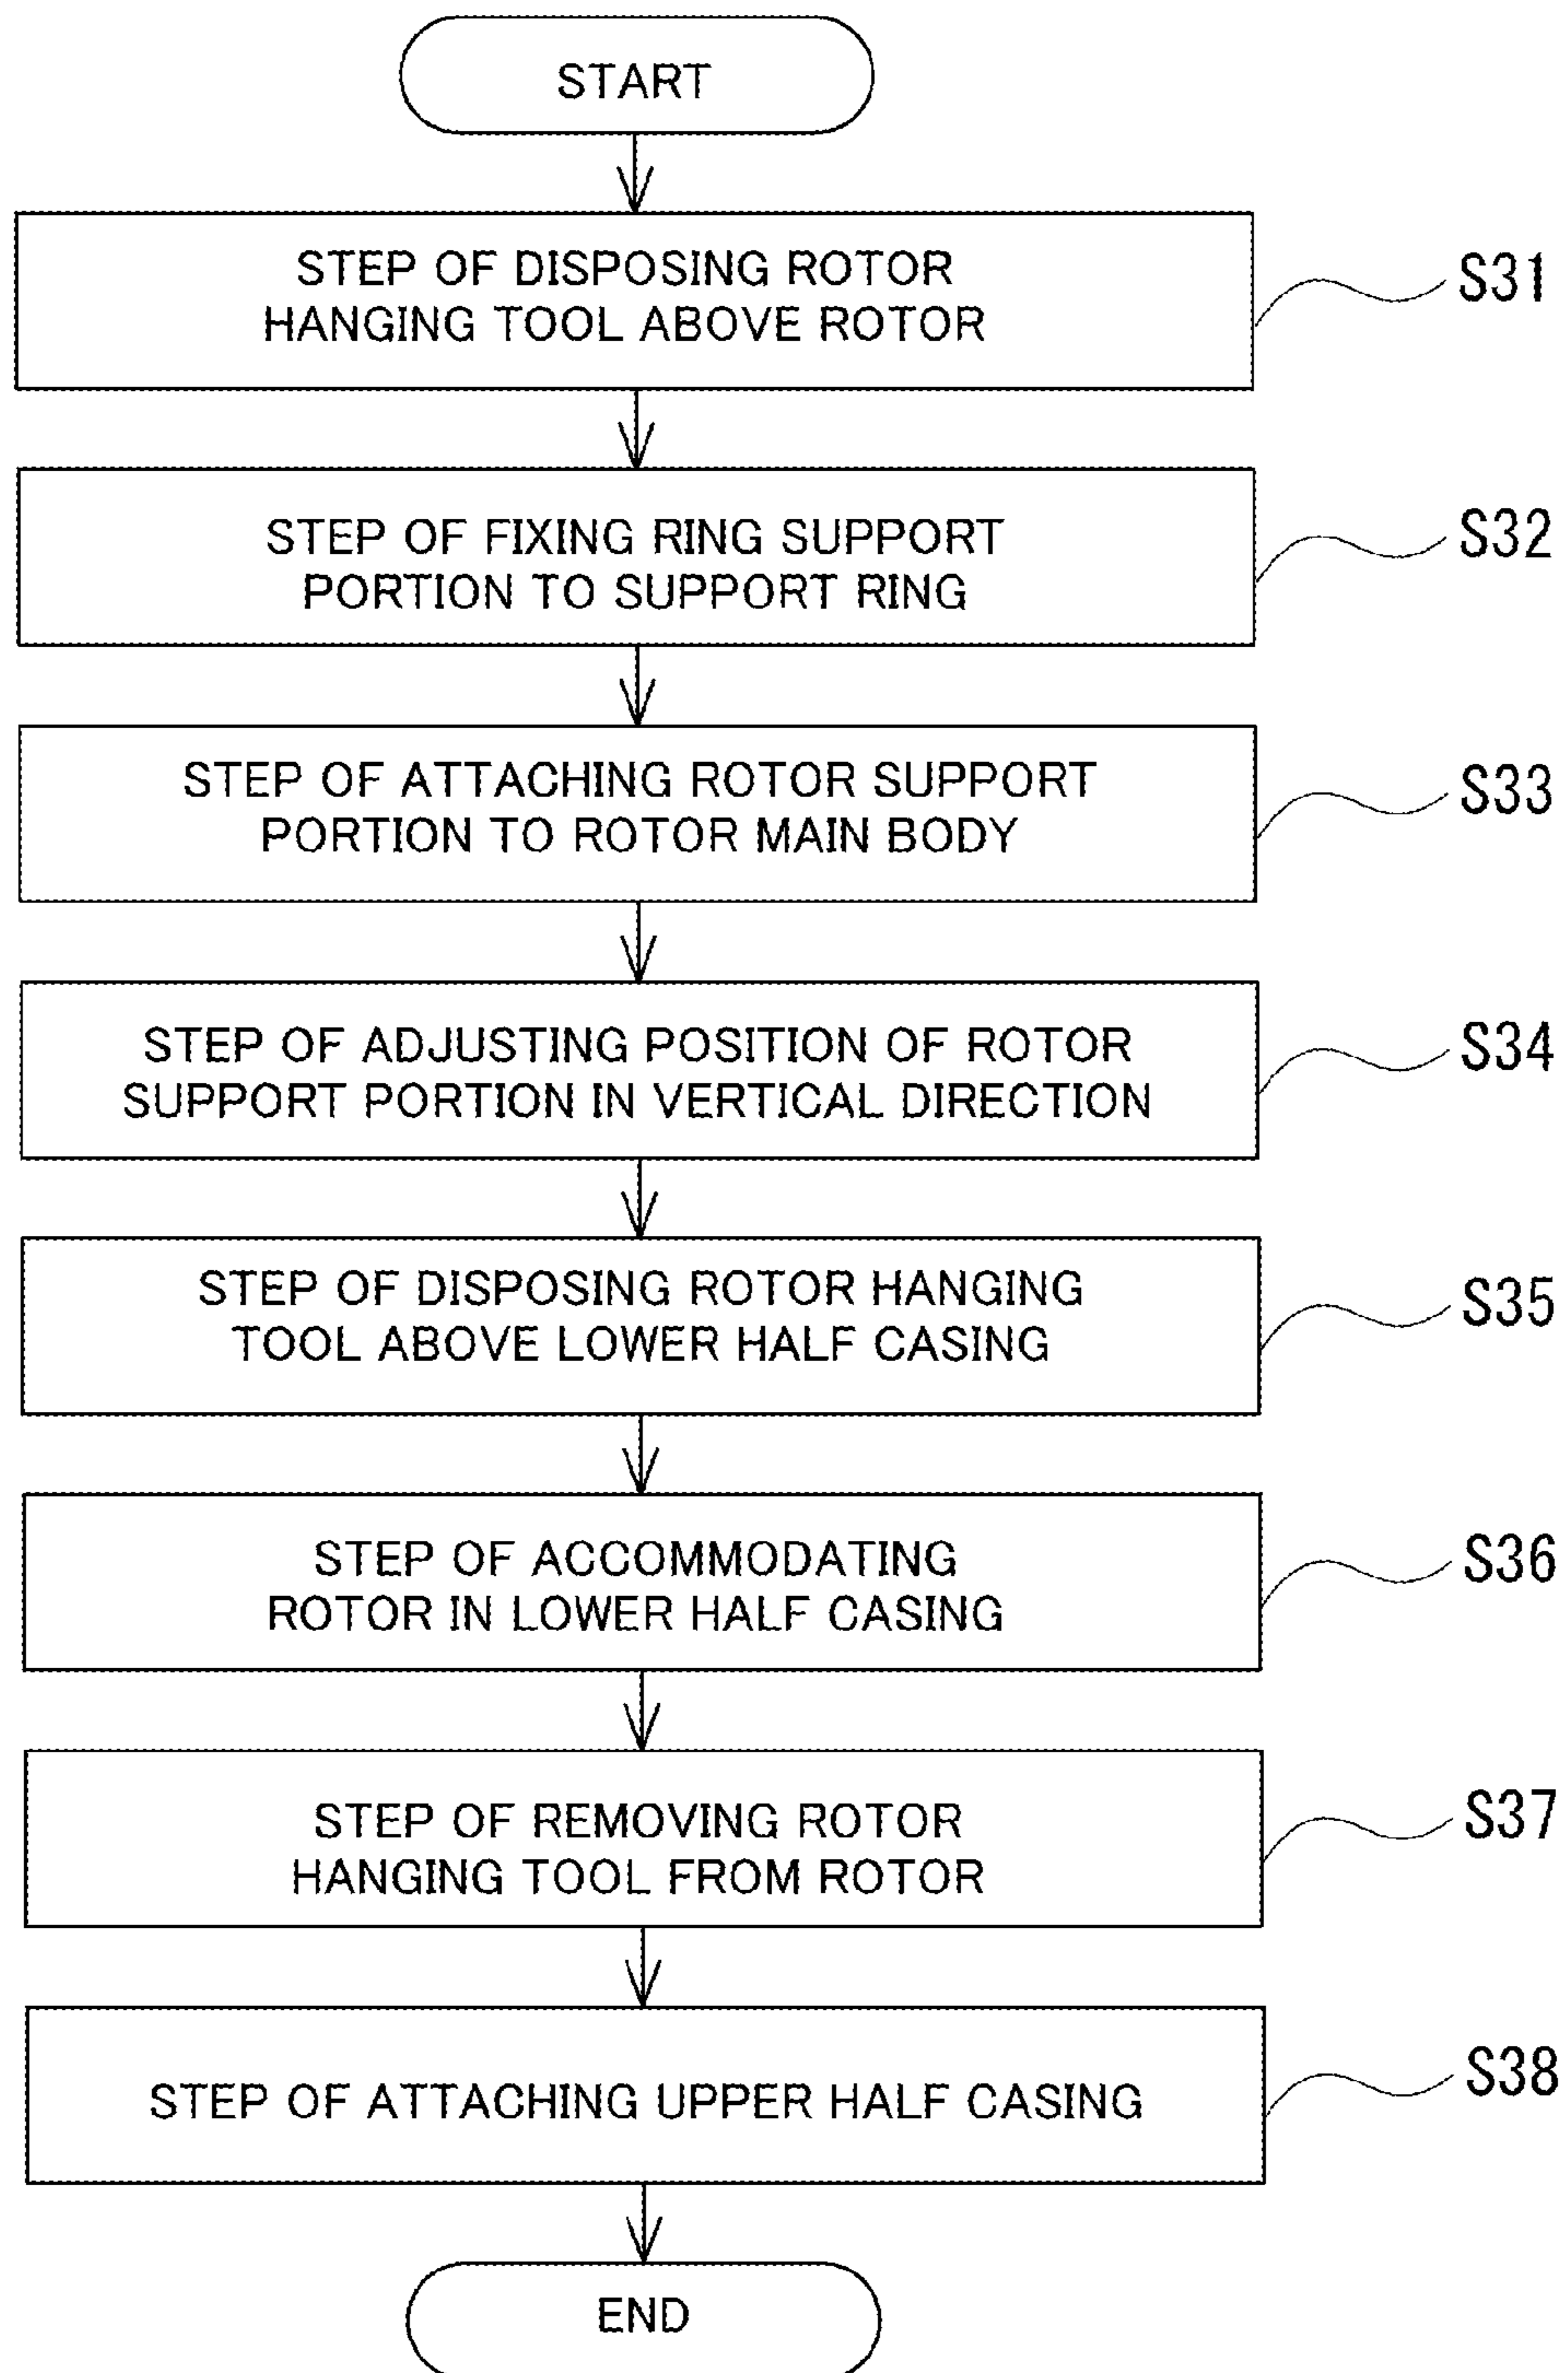 START
STEP OF DISPOSING ROTOR
HANGING TOOL ABOVE ROTOR
S31
STEP OF FIXING RING SUPPORT
PORTION TO SUPPORT RING
S32
STEP OF ATTACHING ROTOR SUPPORT
PORTION TO ROTOR MAIN BODY
S33
STEP OF ADJUSTING POSITION OF ROTOR
SUPPORT PORTION IN VERTICAL DIRECTION
S34
STEP OF DISPOSING ROTOR HANGING
TOOL ABOVE LOWER HALF CASING
S35
STEP OF ACCOMMODATING
ROTOR IN LOWER HALF CASING
S36
STEP OF REMOVING ROTOR
HANGING TOOL FROM ROTOR
S37
STEP OF ATTACHING UPPER HALF CASING
S38
END